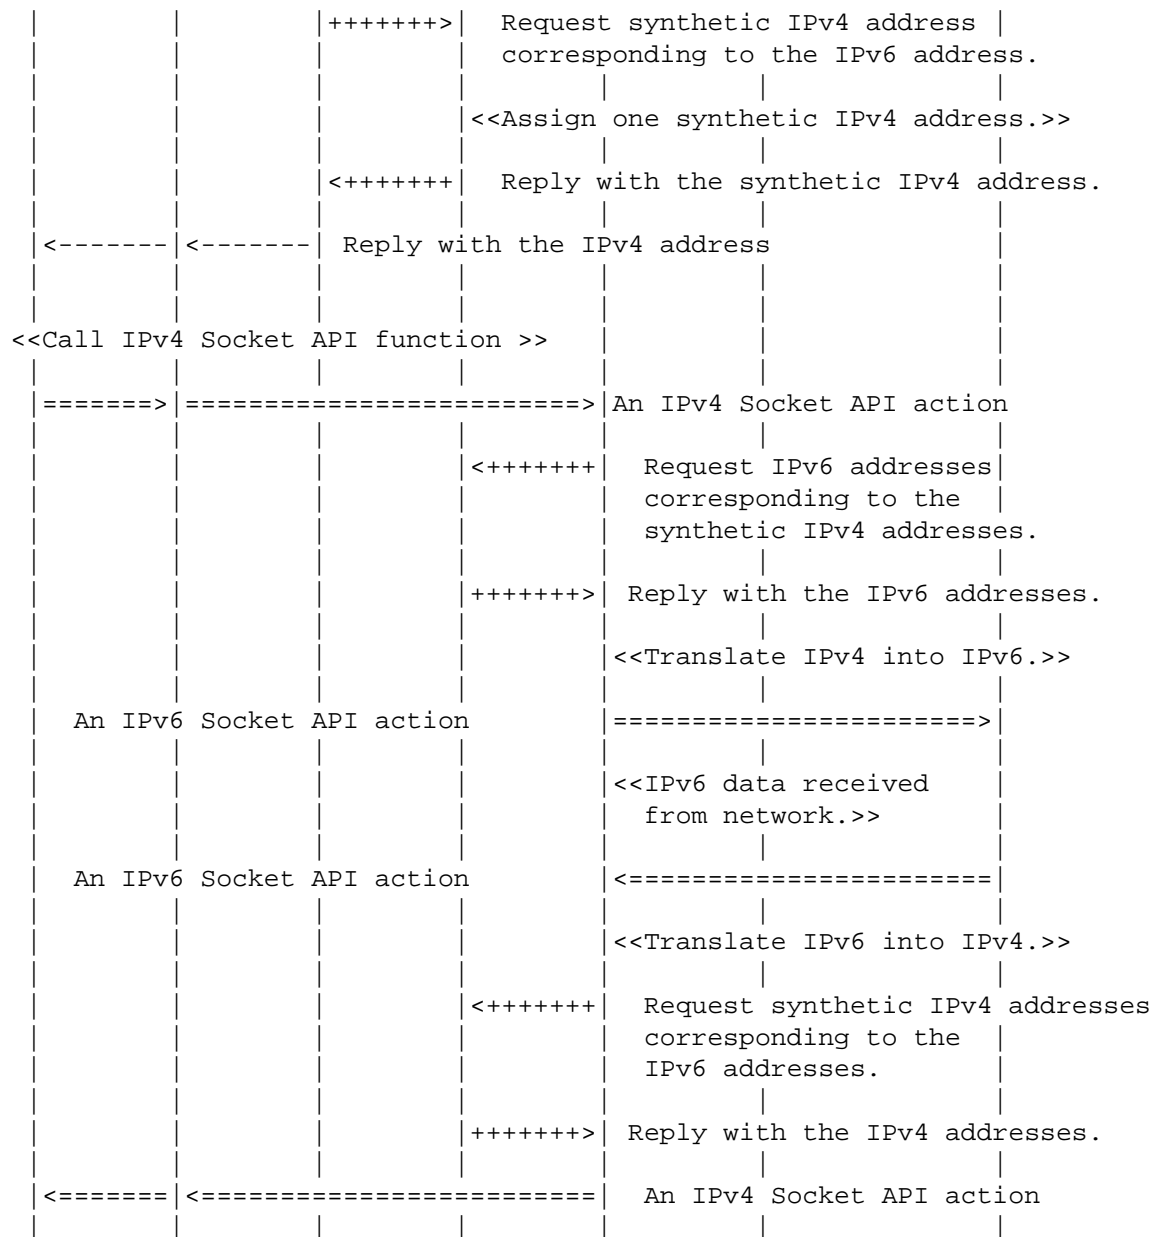 |        |        |+++++++>|  Request synthetic IPv4 address |
|        |        |        |  corresponding to the IPv6 address.
|        |        |        |        |         |              |
|        |        |        |<<Assign one synthetic IPv4 address.>>
|        |        |        |        |         |              |
|        |        |<+++++++|  Reply with the synthetic IPv4 address.
|        |        |        |        |         |              |
|<-------|<-------| Reply with the IPv4 address              |
|        |        |        |        |         |              |
|        |        |        |        |         |              |
<<Call IPv4 Socket API function >>  |         |              |
|        |        |        |        |         |              |
|=======>|=========================>|An IPv4 Socket API action
|        |        |        |        |         |              |
|        |        |        |<+++++++|  Request IPv6 addresses|
|        |        |        |        |  corresponding to the  |
|        |        |        |        |  synthetic IPv4 addresses.
|        |        |        |        |         |              |
|        |        |        |+++++++>| Reply with the IPv6 addresses.
|        |        |        |        |         |              |
|        |        |        |        |<<Translate IPv4 into IPv6.>>
|        |        |        |        |         |              |
|  An IPv6 Socket API action        |=======================>|
|        |        |        |        |         |              |
|        |        |        |        |<<IPv6 data received    |
|        |        |        |        |  from network.>>       |
|        |        |        |        |         |              |
|  An IPv6 Socket API action        |<=======================|
|        |        |        |        |         |              |
|        |        |        |        |<<Translate IPv6 into IPv4.>>
|        |        |        |        |         |              |
|        |        |        |<+++++++|  Request synthetic IPv4 addresses
|        |        |        |        |  corresponding to the  |
|        |        |        |        |  IPv6 addresses.       |
|        |        |        |        |         |              |
|        |        |        |+++++++>| Reply with the IPv4 addresses.
|        |        |        |        |         |              |
|<=======|<=========================|  An IPv4 Socket API action
|        |        |        |        |         |              |